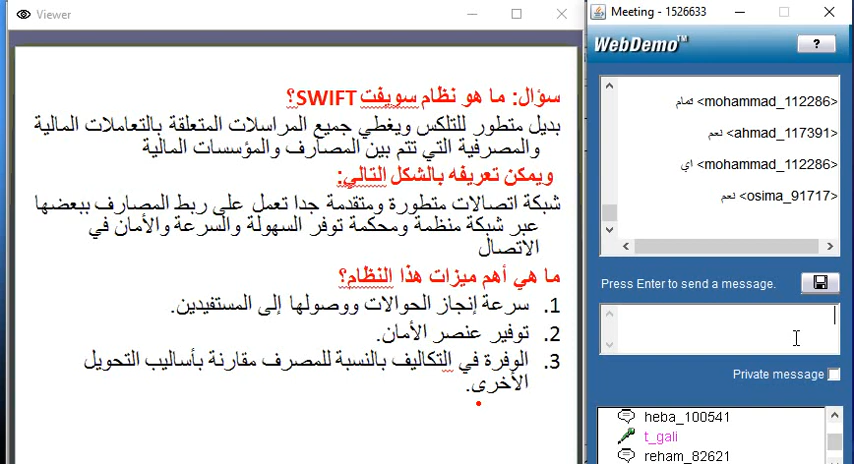 Viewer
سؤال: ما هو نظام سويفت SWIFT؟
بديل متطور للتلكس ويغطي جميع المراسلات المتعلقة بالتعاملات المالية
والمصرفية التي تتم بين المصارف والمؤسسات المالية
ويمكن تعريفه بالشكل التالي:
شبكة اتصالات متطورة ومتقدمة جدا تعمل على ربط المصارف ببعضها
عبر شبكة منظمة ومحكمة توفر السهولة والسرعة والأمان في
الاتصال
ما هي أهم ميزات هذا النظام؟
1. سرعة إنجاز الحوالات ووصولها إلى المستفيدين.
2. توفير عنصر الأمان.
3. الوفرة في التكاليف بالنسبة للمصرف مقارنة بأساليب التحويل
الأخرى.
Meeting - 1526633
WebDemo™
?
<mohammad_112286> تمام
<ahmad_117391> نعم
<mohammad_112286> اي
<osima_91717> نعم
Press Enter to send a message.
Private message
heba_100541
t_gali
reham_82621